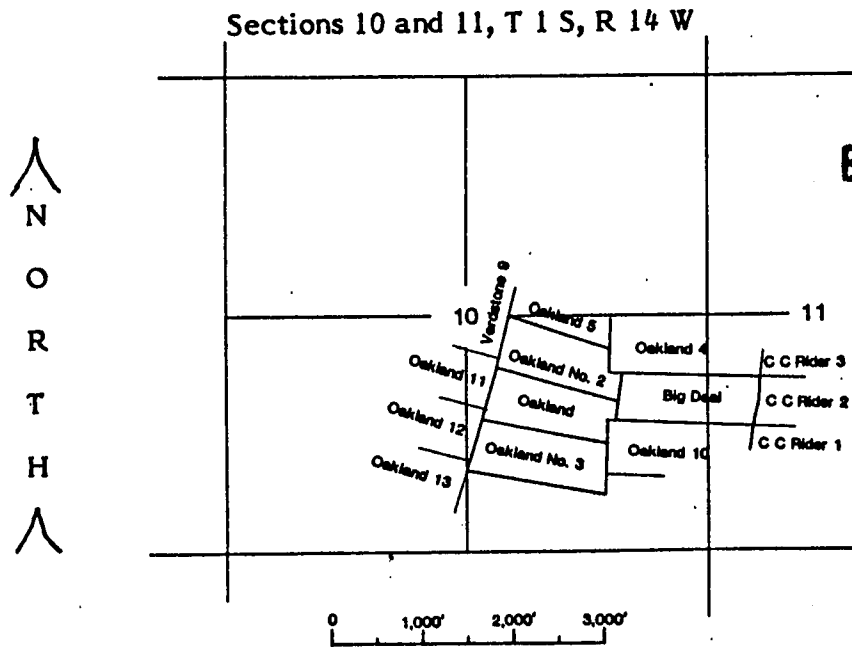 Sections 10 and 11, T 1 S, R 14 W
N
O
R
T
H
Verdstone 9
10
11
Oakland 5
Oakland 4
Oakland No. 2
Oakland 11
C C Rider 3
Oakland
Big Deal
C C Rider 2
Oakland 12
Oakland No. 3
Oakland 10
C C Rider 1
Oakland 13
0 1,000' 2,000' 3,000'